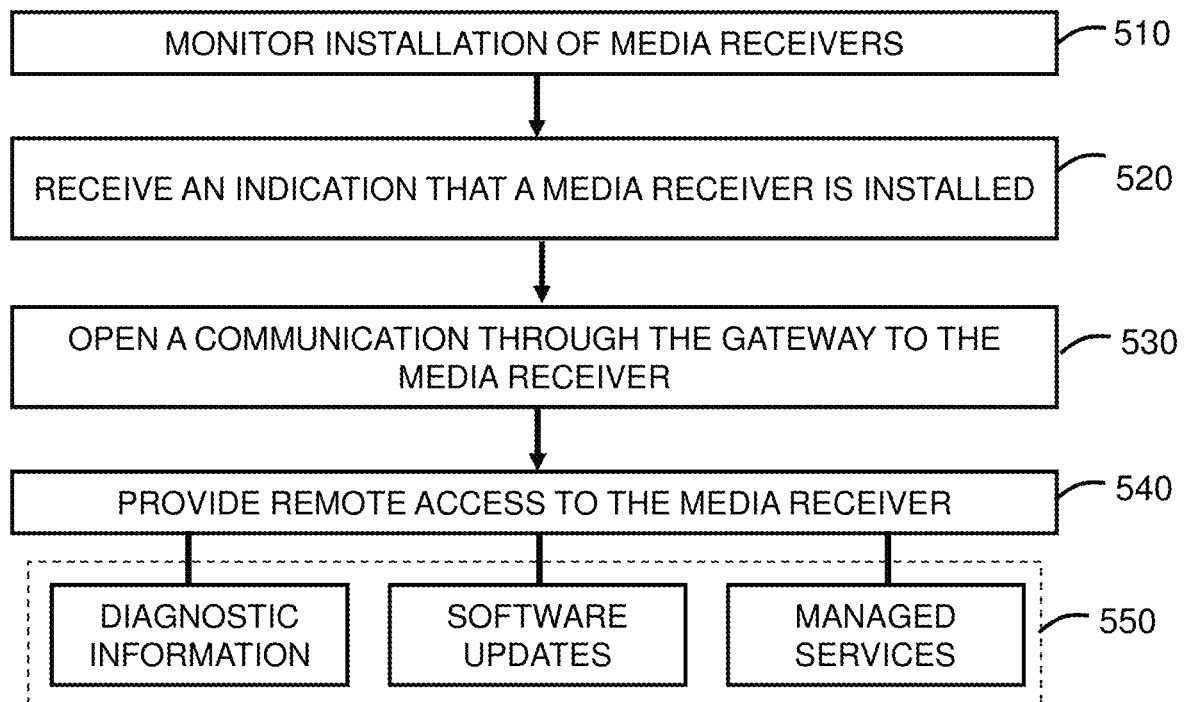 MONITOR INSTALLATION OF MEDIA RECEIVERS
510
RECEIVE AN INDICATION THAT A MEDIA RECEIVER IS INSTALLED
520
OPEN A COMMUNICATION THROUGH THE GATEWAY TO THE
MEDIA RECEIVER
530
PROVIDE REMOTE ACCESS TO THE MEDIA RECEIVER
540
DIAGNOSTIC
INFORMATION
SOFTWARE
UPDATES
MANAGED
SERVICES
550